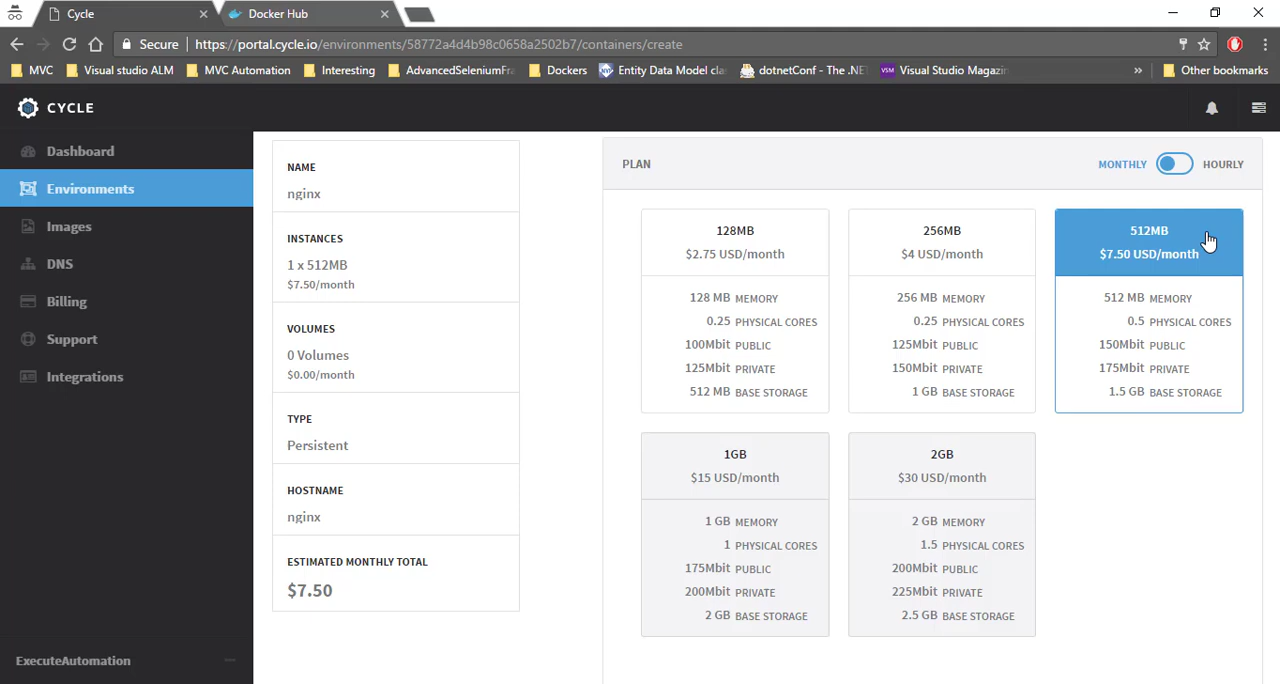 Cycle
Docker Hub
Secure
https://portal.cycle.io/environments/58772a4d4b98c0658a2502b7/containers/create
MVC
Visual studio ALM
MVC Automation
Interesting
AdvancedSeleniumFra
Dockers
Entity Data Model clas
dotnetConf - The .NE
VSM
Visual Studio Magazin
»
Other bookmarks
CYCLE
Dashboard
Environments
Images
DNS
Billing
Support
Integrations
ExecuteAutomation
NAME
nginx
INSTANCES
1 x 512MB
$7.50/month
VOLUMES
0 Volumes
$0.00/month
TYPE
Persistent
HOSTNAME
nginx
ESTIMATED MONTHLY TOTAL
$7.50
PLAN
MONTHLY
HOURLY
128MB
$2.75 USD/month
128 MB MEMORY
0.25 PHYSICAL CORES
100Mbit PUBLIC
125Mbit PRIVATE
512 MB BASE STORAGE
256MB
$4 USD/month
256 MB MEMORY
0.25 PHYSICAL CORES
125Mbit PUBLIC
150Mbit PRIVATE
1 GB BASE STORAGE
512MB
$7.50 USD/month
512 MB MEMORY
0.5 PHYSICAL CORES
150Mbit PUBLIC
175Mbit PRIVATE
1.5 GB BASE STORAGE
1GB
$15 USD/month
1 GB MEMORY
1 PHYSICAL CORES
175Mbit PUBLIC
200Mbit PRIVATE
2 GB BASE STORAGE
2GB
$30 USD/month
2 GB MEMORY
1.5 PHYSICAL CORES
200Mbit PUBLIC
225Mbit PRIVATE
2.5 GB BASE STORAGE